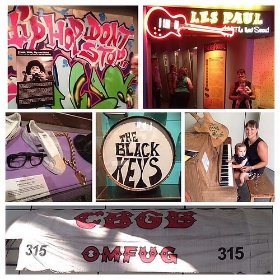 HIP HOP DON'T
STOP
LES PAUL
THE
BLACK
KEYS
CBGB
315
OMFUG
315